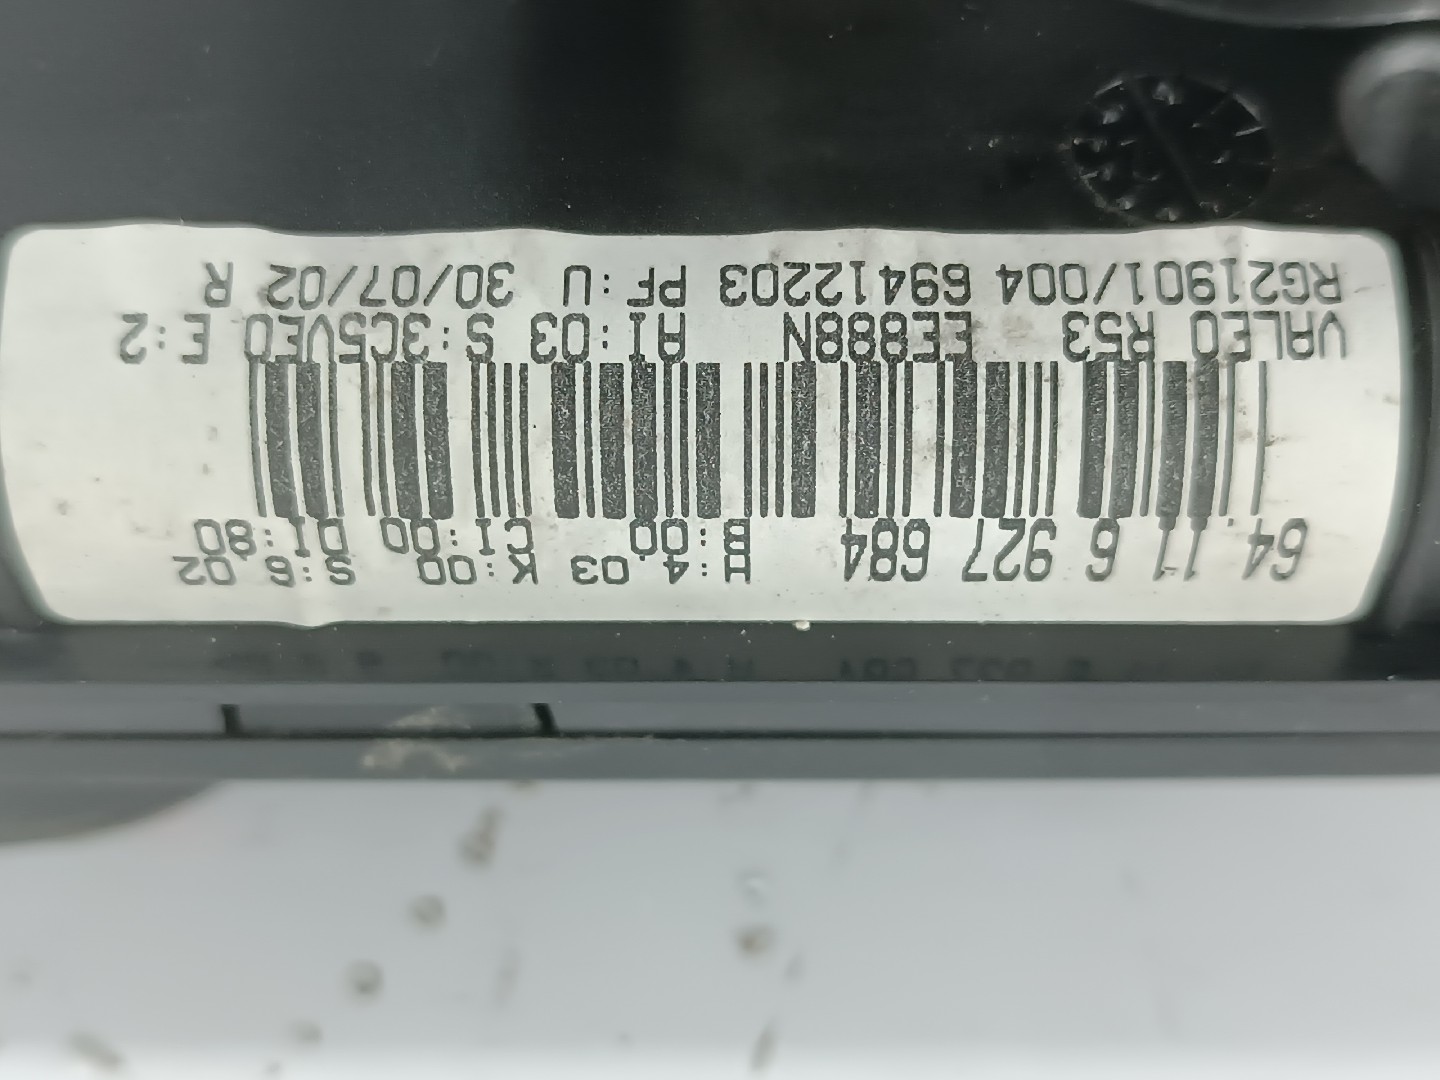 64.11 6 927 684 H:4.03 K:00 S:6.02
B:00 CI:00 DI:80
VALEO R53 EE888N AI:03 S:3C5VEO E:2
RG21901/004 69412203 PF:U 30/07/02 R